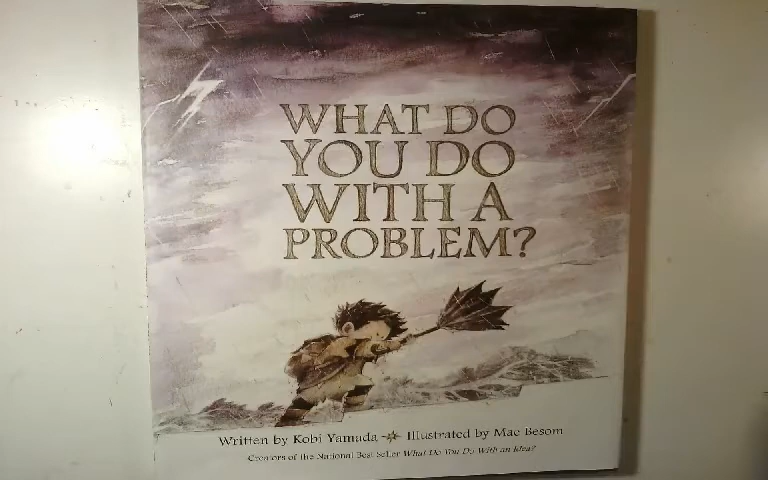 WHAT DO
YOU DO
WITH A
PROBLEM?
Written by Kobi Yamada Illustrated by Mae Besom
Creators of the National Best Seller What Do You Do With an Idea?